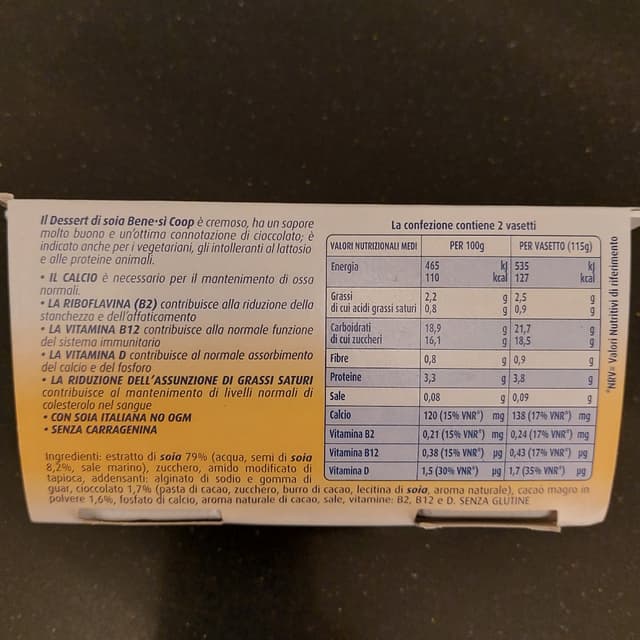 Il Dessert di soia Bene·sì Coop è cremoso, ha un sapore
molto buono e un'ottima connotazione di cioccolato; è
indicato anche per i vegetariani, gli intolleranti al lattosio
e alle proteine animali.
• IL CALCIO è necessario per il mantenimento di ossa
normali.
• LA RIBOFLAVINA (B2) contribuisce alla riduzione della
stanchezza e dell'affaticamento
• LA VITAMINA B12 contribuisce alla normale funzione
del sistema immunitario
• LA VITAMINA D contribuisce al normale assorbimento
del calcio e del fosforo
• LA RIDUZIONE DELL'ASSUNZIONE DI GRASSI SATURI
contribuisce al mantenimento di livelli normali di
colesterolo nel sangue
• CON SOIA ITALIANA NO OGM
• SENZA CARRAGENINA
Ingredienti: estratto di soia 79% (acqua, semi di soia
8,2%, sale marino), zucchero, amido modificato di
tapioca, addensanti: alginato di sodio e gomma di
guar, cioccolato 1,7% (pasta di cacao, zucchero, burro di cacao, lecitina di soia, aroma naturale), cacao magro in
polvere 1,6%, fosfato di calcio, aroma naturale di cacao, sale, vitamine: B2, B12 e D. SENZA GLUTINE
La confezione contiene 2 vasetti
VALORI NUTRIZIONALI MEDI PER 100g PER VASETTO (115g)
Energia 465 kJ 535 kJ
110 kcal 127 kcal
Grassi 2,2 g 2,5 g
di cui acidi grassi saturi 0,8 g 0,9 g
Carboidrati 18,9 g 21,7 g
di cui zuccheri 16,1 g 18,5 g
Fibre 0,8 g 0,9 g
Proteine 3,3 g 3,8 g
Sale 0,08 g 0,09 g
Calcio 120 (15% VNR*) mg 138 (17% VNR*) mg
Vitamina B2 0,21 (15% VNR*) mg 0,24 (17% VNR*) mg
Vitamina B12 0,38 (15% VNR*) µg 0,43 (17% VNR*) µg
Vitamina D 1,5 (30% VNR*) µg 1,7 (35% VNR*) µg
*NRV= Valori Nutritivi di riferimento